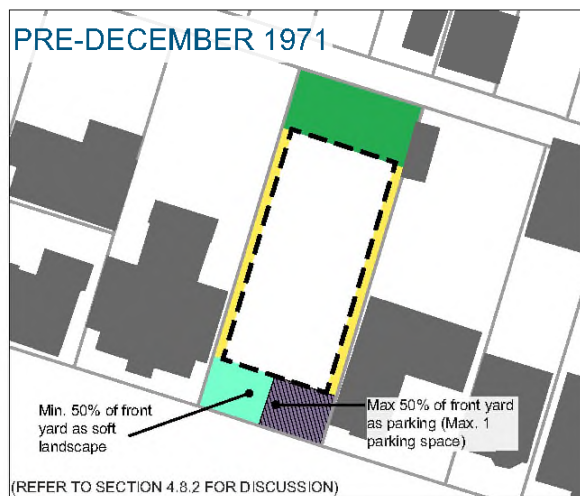 PRE-DECEMBER 1971
Min. 50% of front
yard as soft
landscape
Max 50% of front yard
as parking (Max. 1
parking space)
(REFER TO SECTION 4.8.2 FOR DISCUSSION)